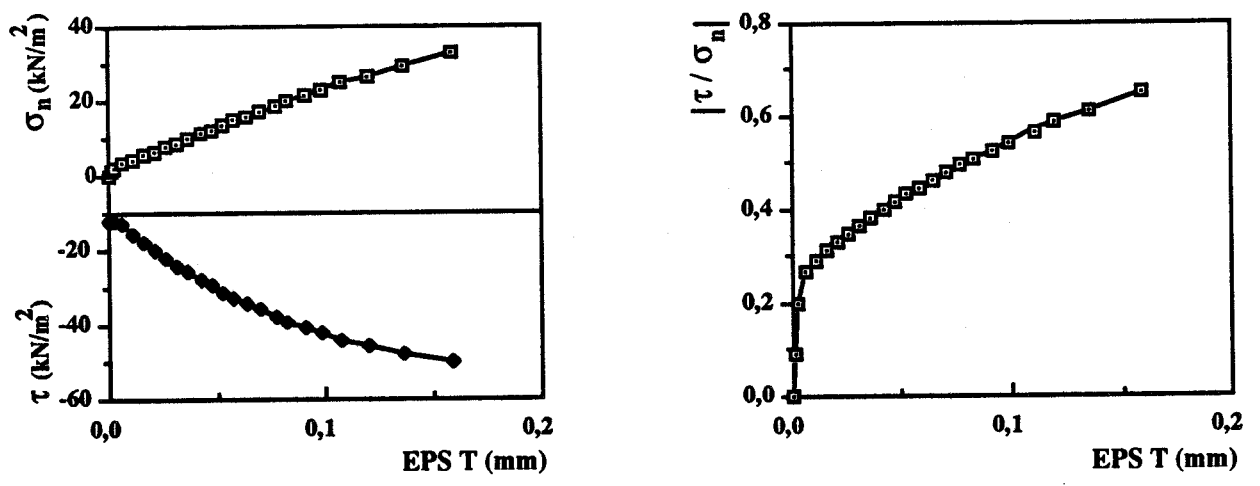 40
20
0
-20
-40
-60
σn (kN/m²)
τ (kN/m²)
0,0 0,1 0,2
EPS T (mm)
|τ / σn|
0,8
0,6
0,4
0,2
0,0
0,0 0,1 0,2
EPS T (mm)